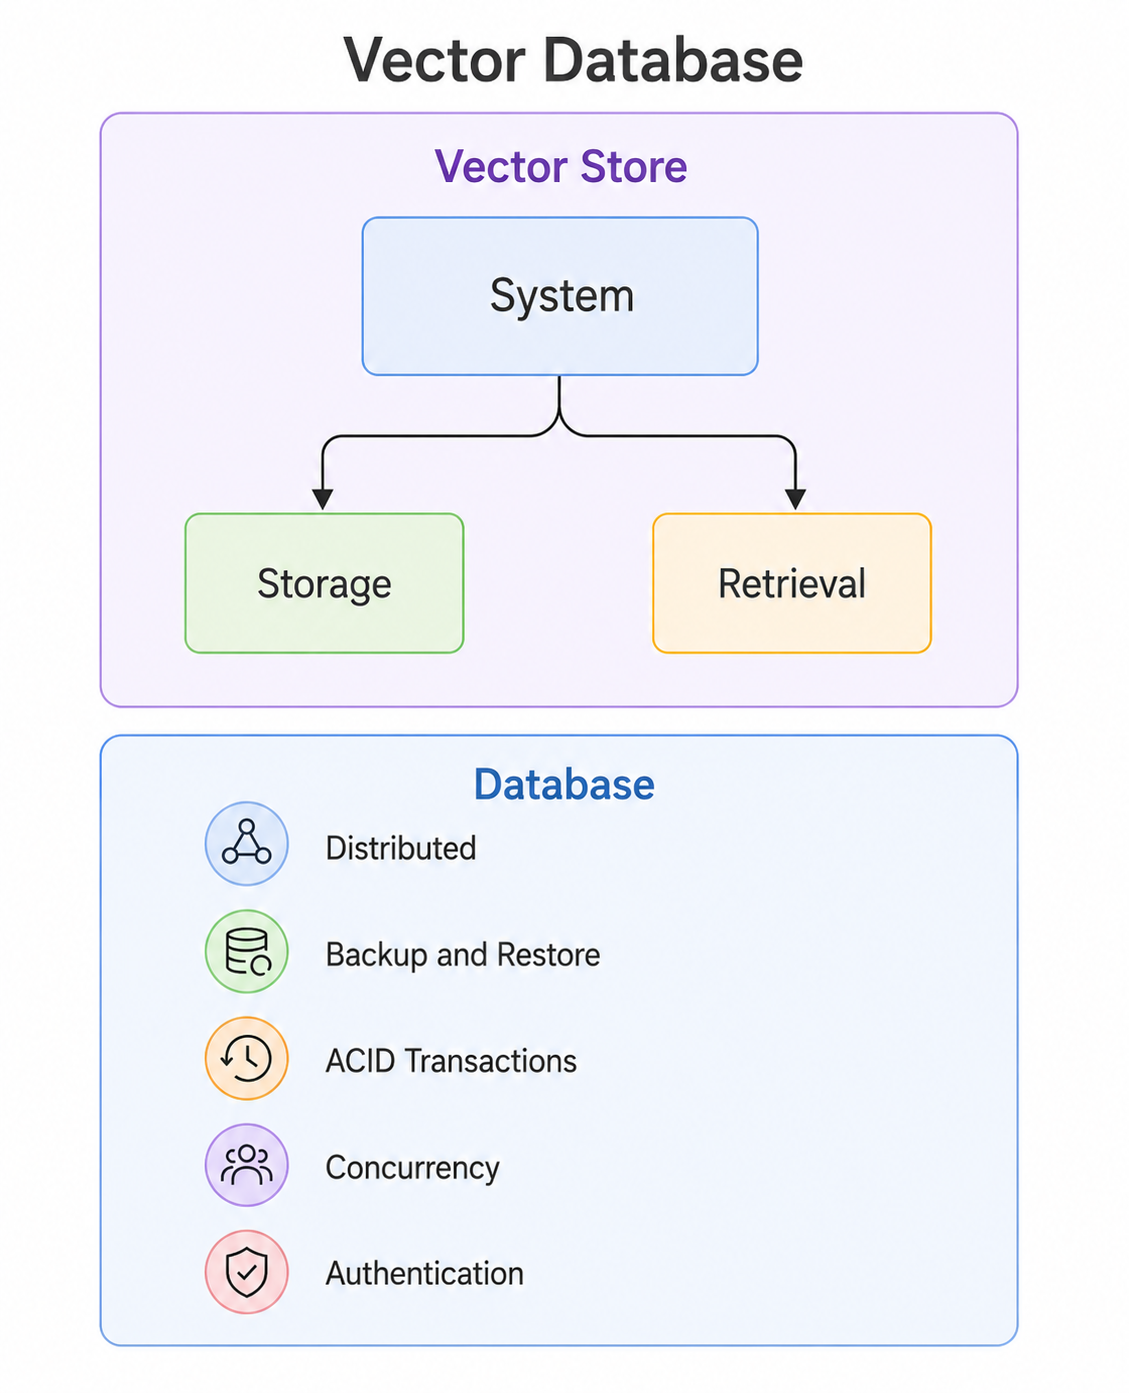 Vector Database
Vector Store
System
Storage
Retrieval
Database
Distributed
Backup and Restore
ACID Transactions
Concurrency
Authentication